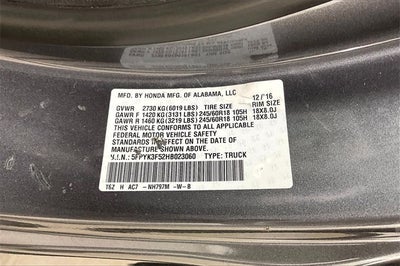 MFD. BY HONDA MFG. OF ALABAMA, LLC 12/16
GVWR 2730 KG(6019 LBS) TIRE SIZE RIM SIZE
GAWR F 1420 KG(3131 LBS) 245/60R18 105H 18X8.0J
GAWR R 1460 KG(3219 LBS) 245/60R18 105H 18X8.0J
THIS VEHICLE CONFORMS TO ALL APPLICABLE
FEDERAL MOTOR VEHICLE SAFETY
STANDARDS IN EFFECT ON THE DATE OF
MANUFACTURE SHOWN ABOVE.
V.I.N.: 5FPYK3F52HB023060 TYPE: TRUCK
T6Z H AC7 -NH797M -W-B